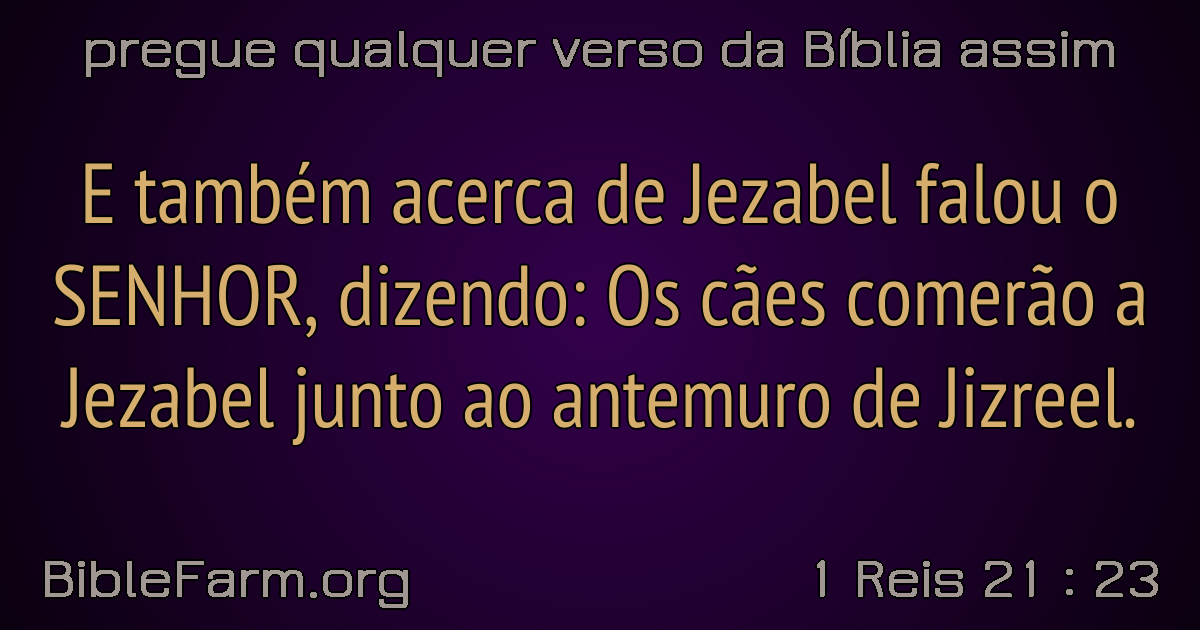 pregue qualquer verso da Bíblia assim
E também acerca de Jezabel falou o
SENHOR, dizendo: Os cães comerão a
Jezabel junto ao antemuro de Jizreel.
BibleFarm.org
1 Reis 21 : 23